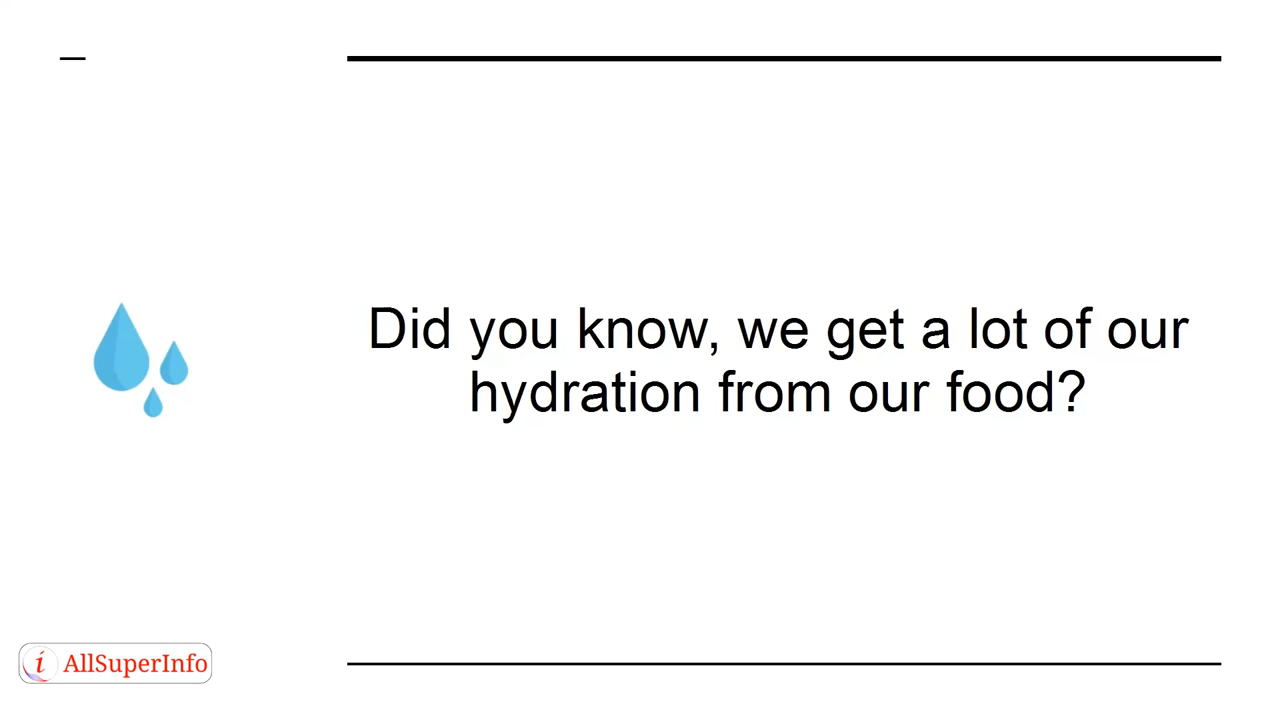 Did you know, we get a lot of our
hydration from our food?
i AllSuperInfo